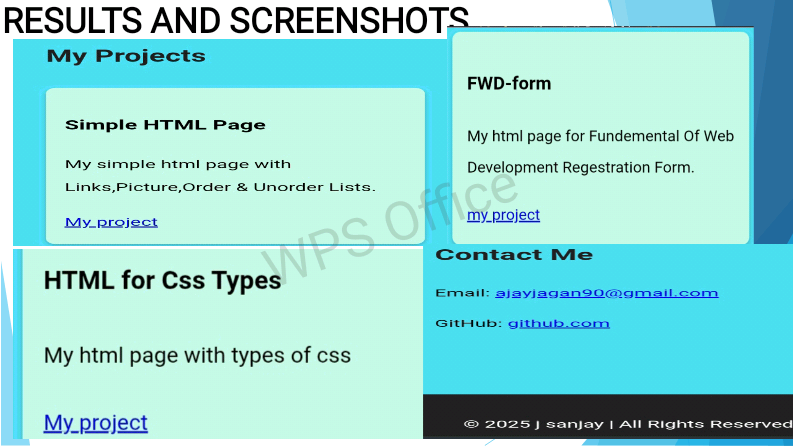 RESULTS AND SCREENSHOTS
My Projects
Simple HTML Page
My simple html page with
Links,Picture,Order & Unorder Lists.
My project
FWD-form
My html page for Fundemental Of Web
Development Regestration Form.
my project
WPS Office
HTML for Css Types
My html page with types of css
My project
Contact Me
Email: ajayjagan90@gmail.com
GitHub: github.com
© 2025 j sanjay | All Rights Reserved